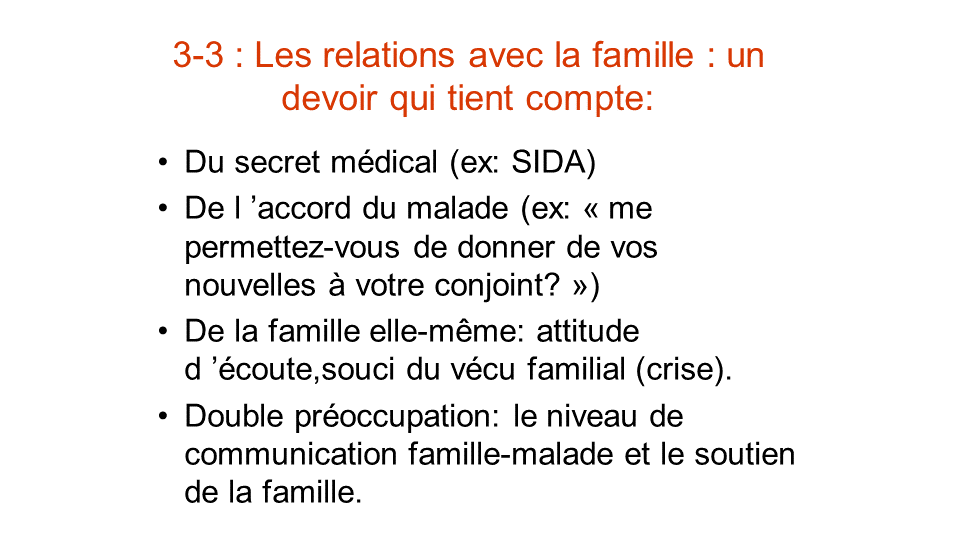 3-3 : Les relations avec la famille : un
devoir qui tient compte:
• Du secret médical (ex: SIDA)
• De l ’accord du malade (ex: « me
permettez-vous de donner de vos
nouvelles à votre conjoint? »)
• De la famille elle-même: attitude
d ’écoute,souci du vécu familial (crise).
• Double préoccupation: le niveau de
communication famille-malade et le soutien
de la famille.